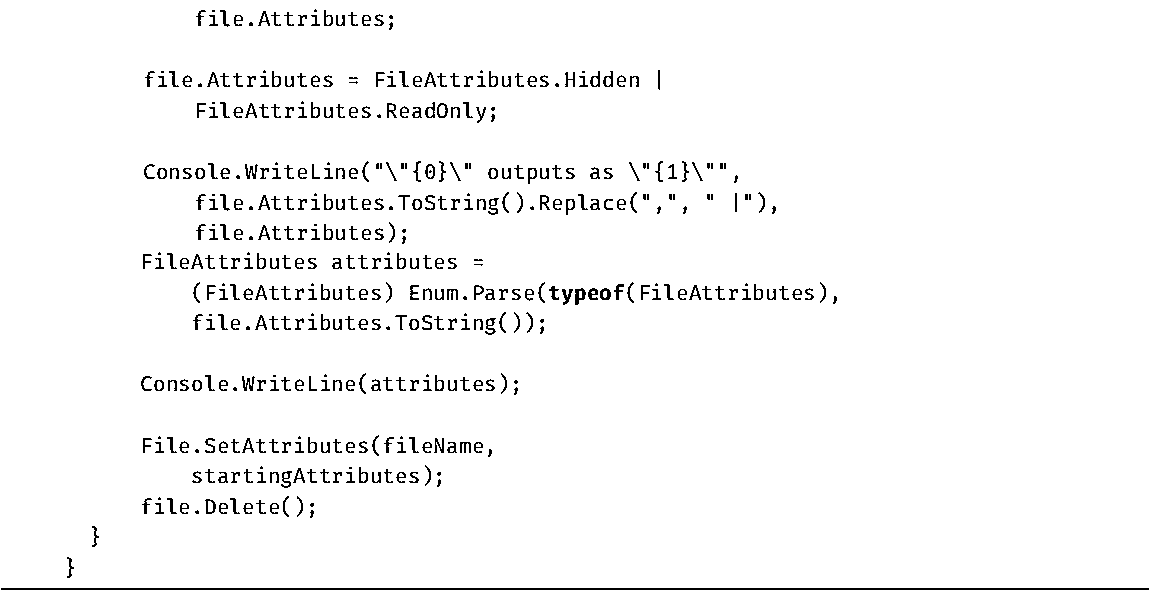 file.Attributes;
file.Attributes = FileAttributes.Hidden |
FileAttributes.ReadOnly;
Console.WriteLine("\"{0}\" outputs as \"{1}\"",
file.Attributes.ToString().Replace(",", " |"),
file.Attributes);
FileAttributes attributes =
(FileAttributes) Enum.Parse(typeof(FileAttributes),
file.Attributes.ToString());
Console.WriteLine(attributes);
File.SetAttributes(fileName,
startingAttributes);
file.Delete();
}
}